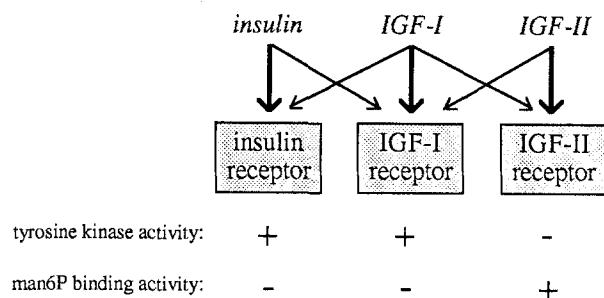 insulin IGF-I IGF-II
insulin IGF-I IGF-II
receptor receptor receptor
tyrosine kinase activity: + + -
man6P binding activity: - - +